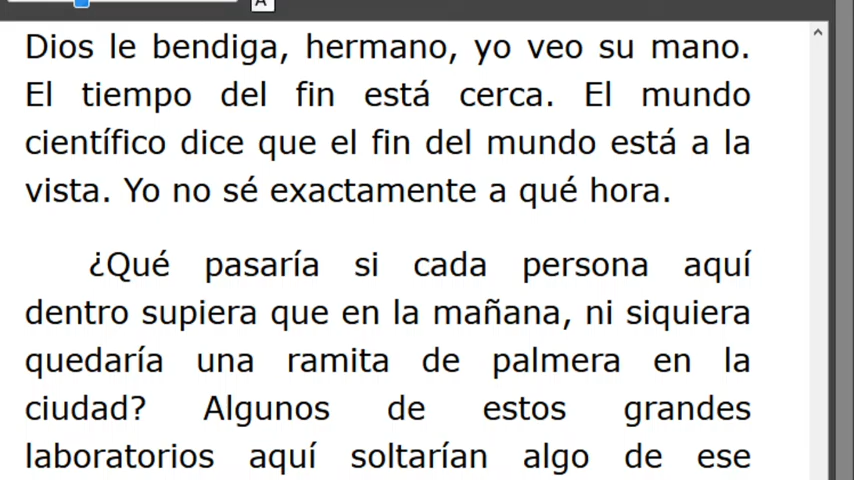 A
Dios le bendiga, hermano, yo veo su mano.
El tiempo del fin está cerca. El mundo
científico dice que el fin del mundo está a la
vista. Yo no sé exactamente a qué hora.
¿Qué pasaría si cada persona aquí
dentro supiera que en la mañana, ni siquiera
quedaría una ramita de palmera en la
ciudad? Algunos de estos grandes
laboratorios aquí soltarían algo de ese